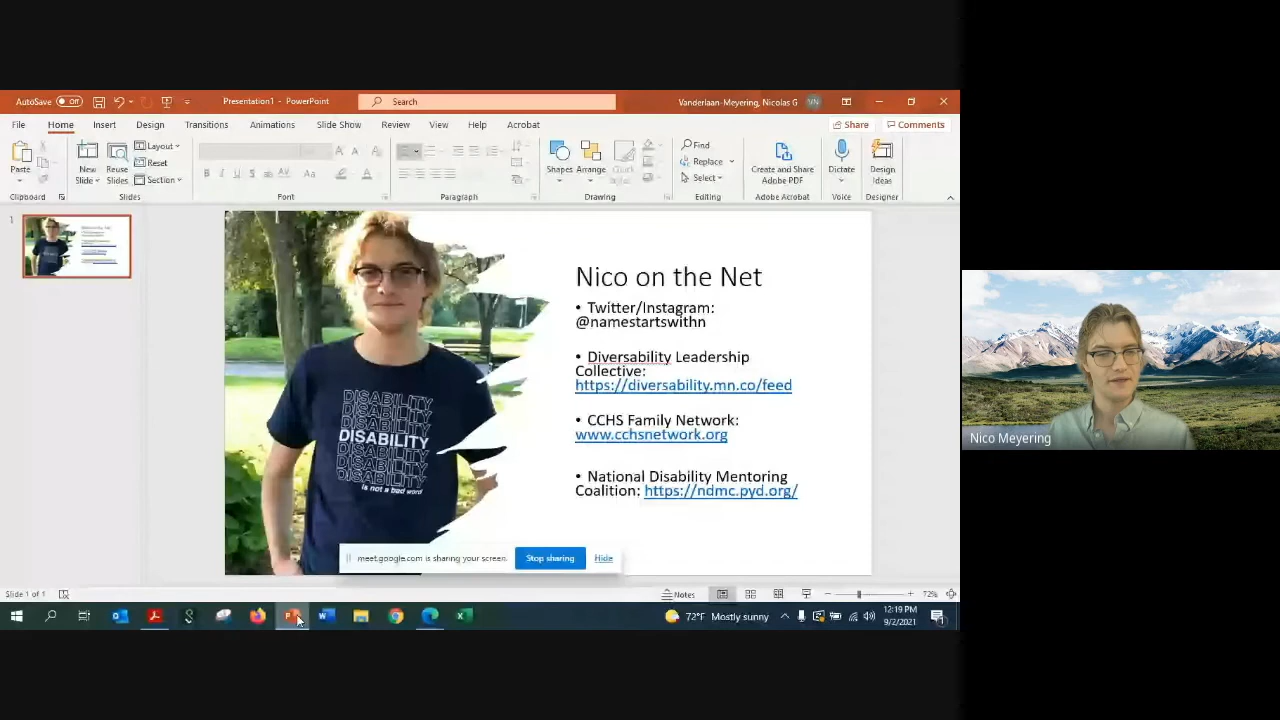 AutoSave Off
Presentation1 - PowerPoint
Search
Vanderlaan-Meyering, Nicolas G
VN
File Home Insert Design Transitions Animations Slide Show Review View Help Acrobat
Share Comments
Paste
New Slide
Reuse Slides
Layout
Reset
Section
Shapes
Arrange
Quick Styles
Find
Replace
Select
Create and Share Adobe PDF
Dictate
Design Ideas
Clipboard Slides Font Paragraph Drawing Editing Adobe Acrobat Voice Designer
1
Nico on the Net
• Twitter/Instagram:
@namestartswithn
• Diversability Leadership
Collective:
https://diversability.mn.co/feed
• CCHS Family Network:
www.cchsnetwork.org
• National Disability Mentoring
Coalition: https://ndmc.pyd.org/
DISABILITY
DISABILITY
DISABILITY
DISABILITY
DISABILITY
DISABILITY
DISABILITY
is not a bad word
meet.google.com is sharing your screen.
Stop sharing
Hide
Slide 1 of 1
Notes
72%
72°F Mostly sunny
12:19 PM
9/2/2021
Nico Meyering